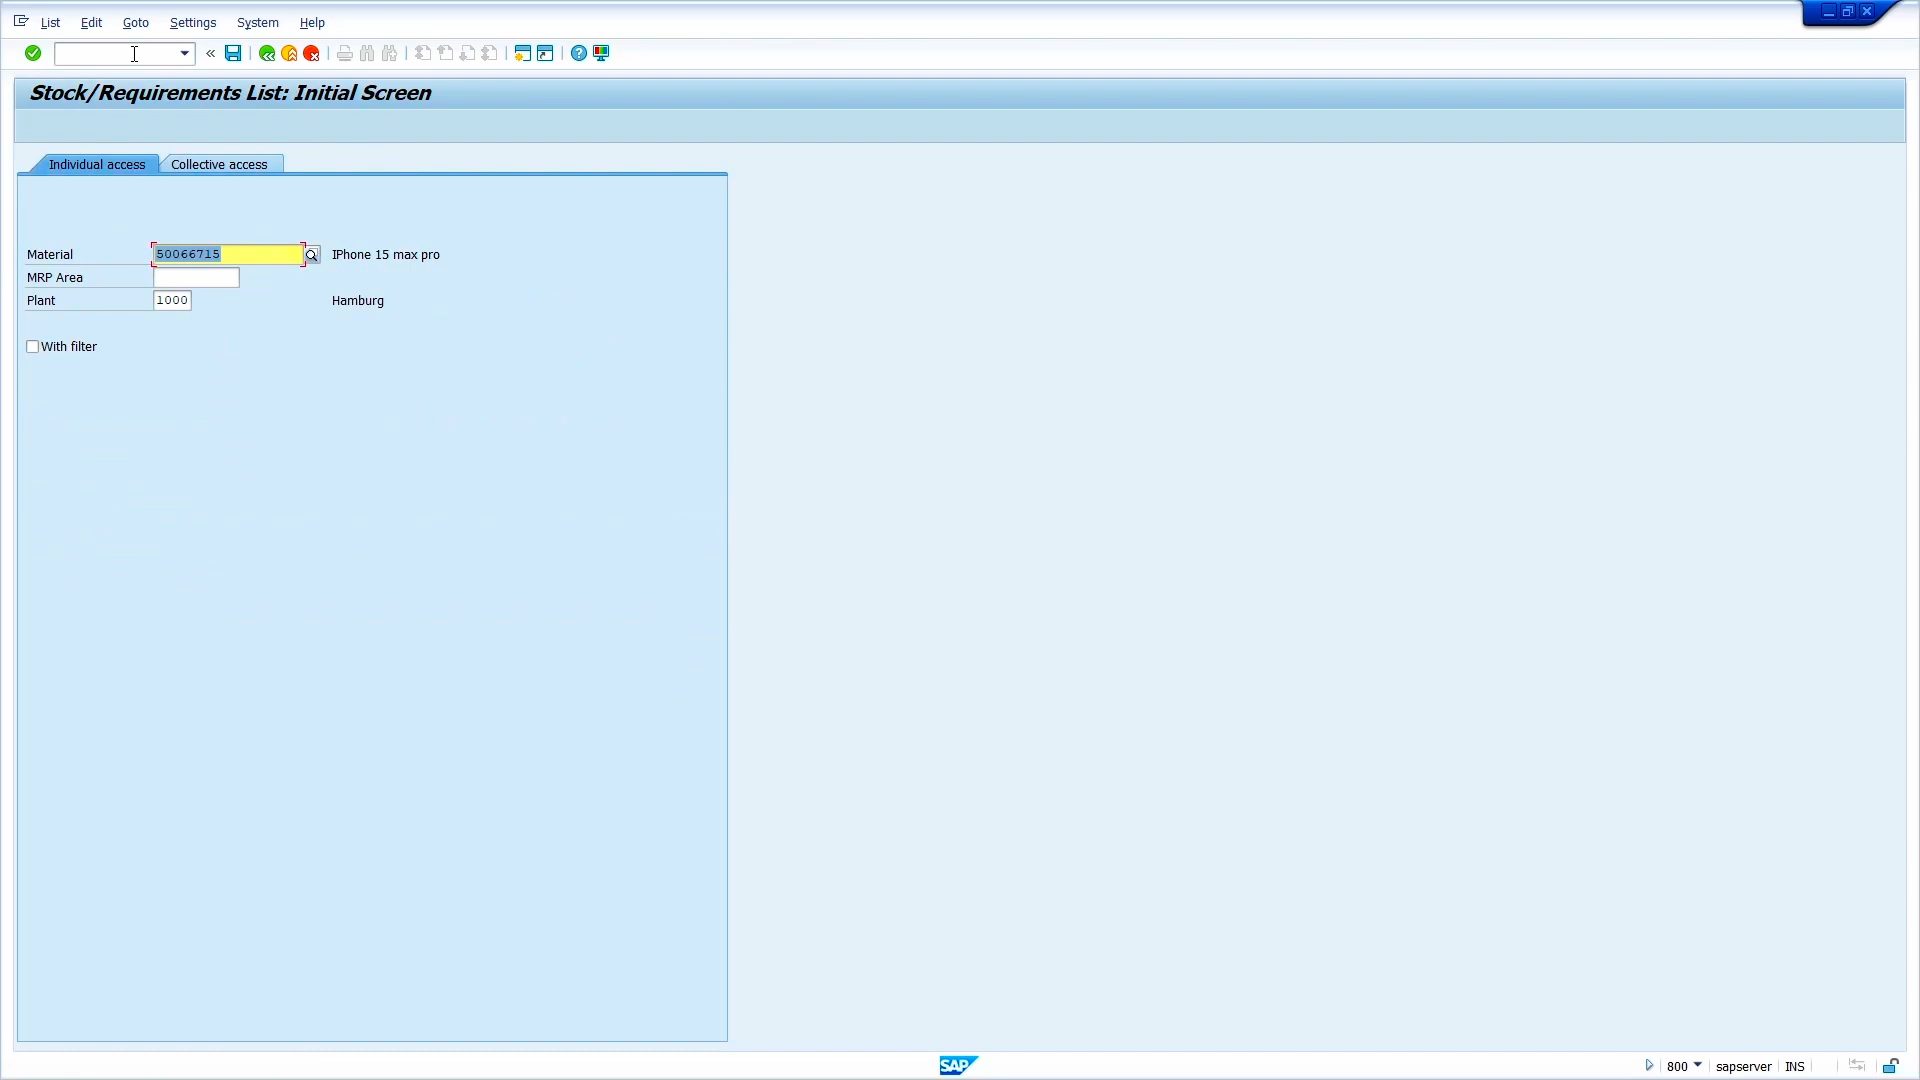 List Edit Goto Settings System Help
Stock/Requirements List: Initial Screen
Individual access Collective access
Material 50066715 IPhone 15 max pro
MRP Area
Plant 1000 Hamburg
With filter
SAP 800 sapserver INS